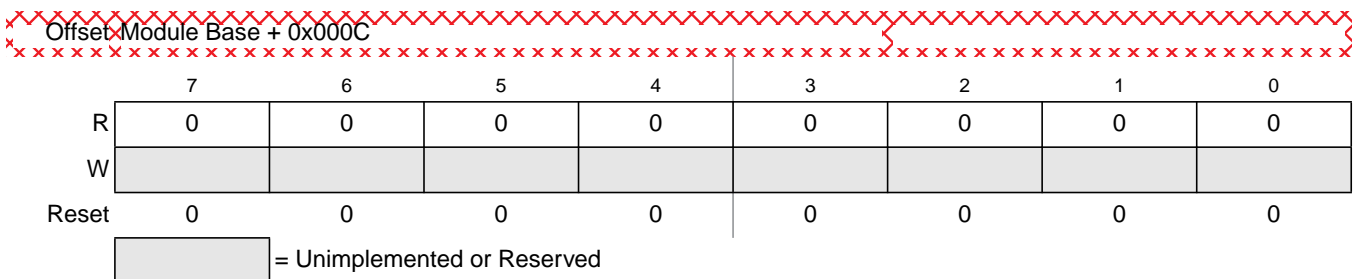 Offset Module Base + 0x000C
7 6 5 4 3 2 1 0
R 0 0 0 0 0 0 0 0
W
Reset 0 0 0 0 0 0 0 0
= Unimplemented or Reserved